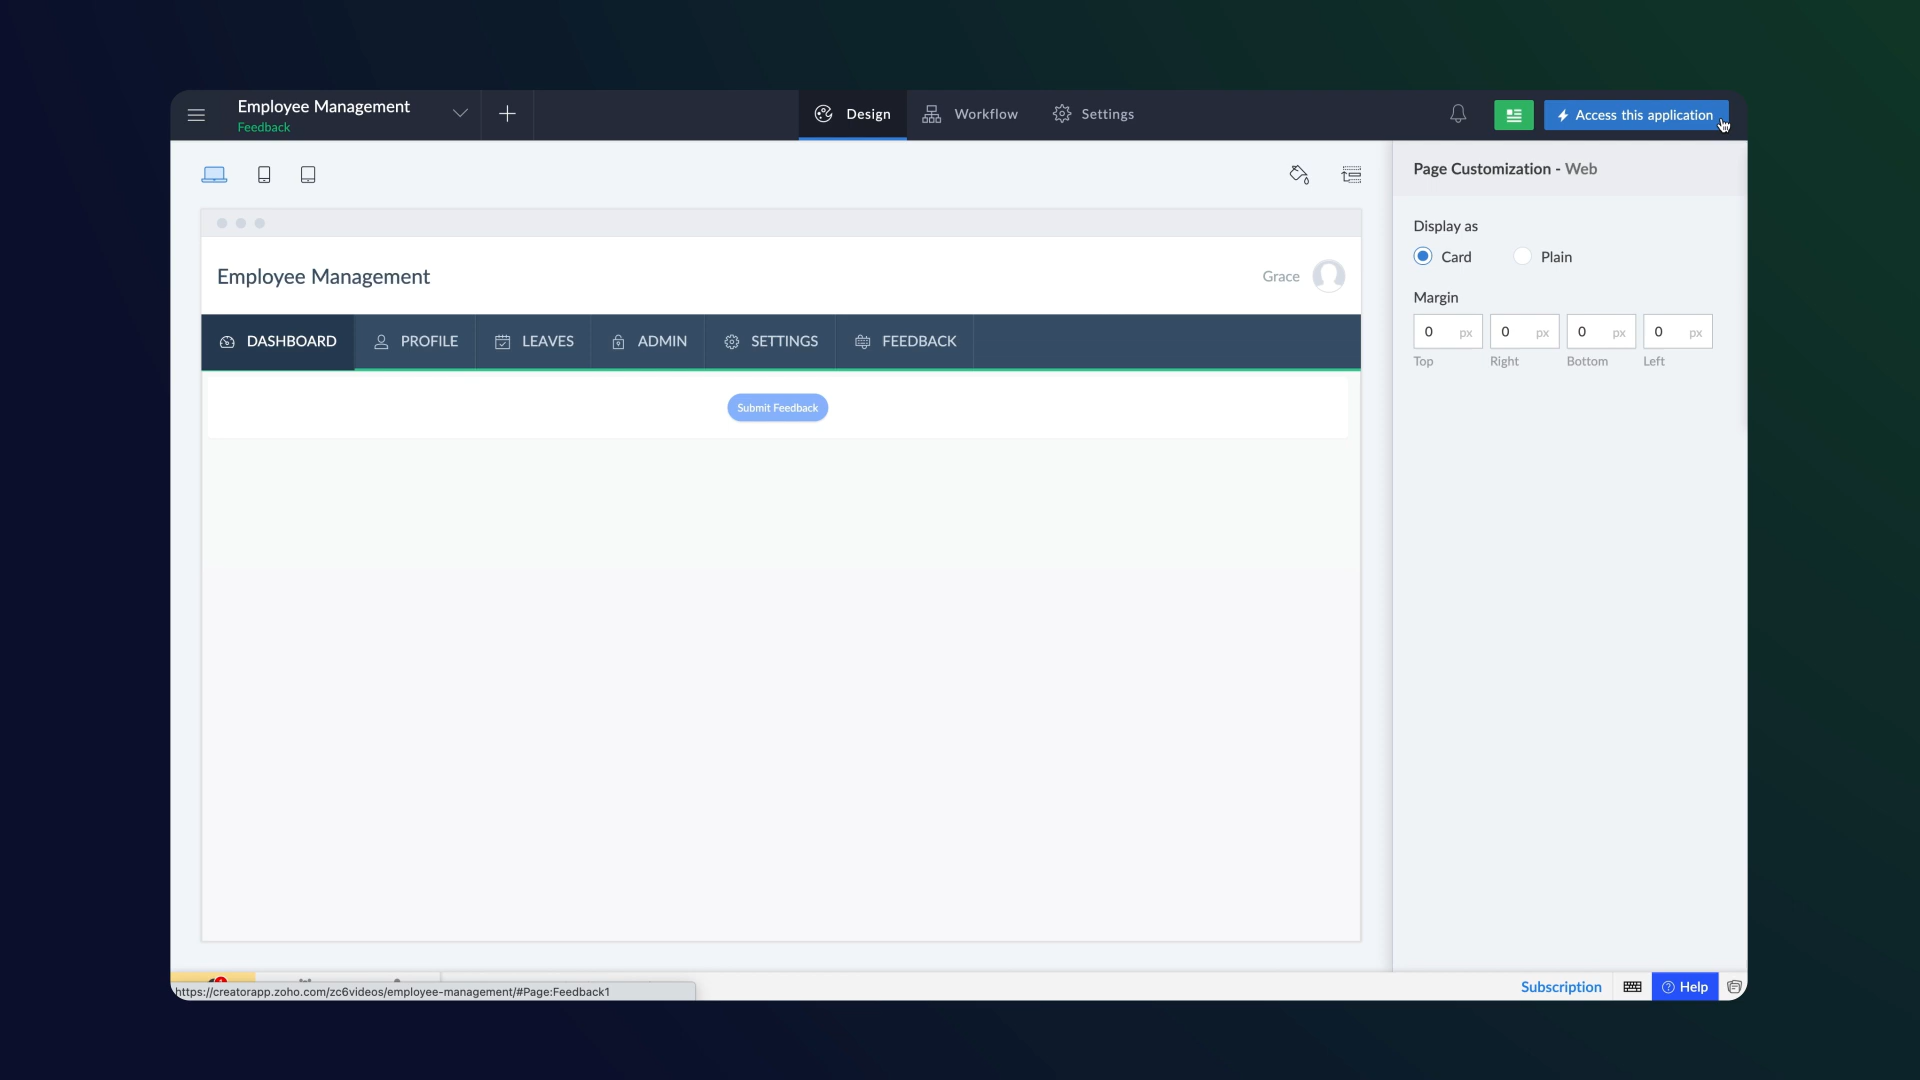 Employee Management
Feedback
Design
Workflow
Settings
Access this application
Page Customization - Web
Display as
Card
Plain
Margin
0 px
0 px
0 px
0 px
Top
Right
Bottom
Left
Employee Management
Grace
DASHBOARD
PROFILE
LEAVES
ADMIN
SETTINGS
FEEDBACK
Submit Feedback
https://creatorapp.zoho.com/zc6videos/employee-management/#Page:Feedback1
Subscription
Help